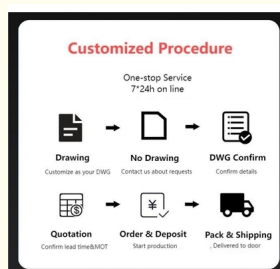 Customized Procedure
One-stop Service
7*24h on line
Drawing
No Drawing
DWG Confirm
Customize as your DWG
Contact us about requests
Confirm details
¥
Quotation
Order & Deposit
Pack & Shipping
Confirm lead time&MOT
Start production
, Delivered to door